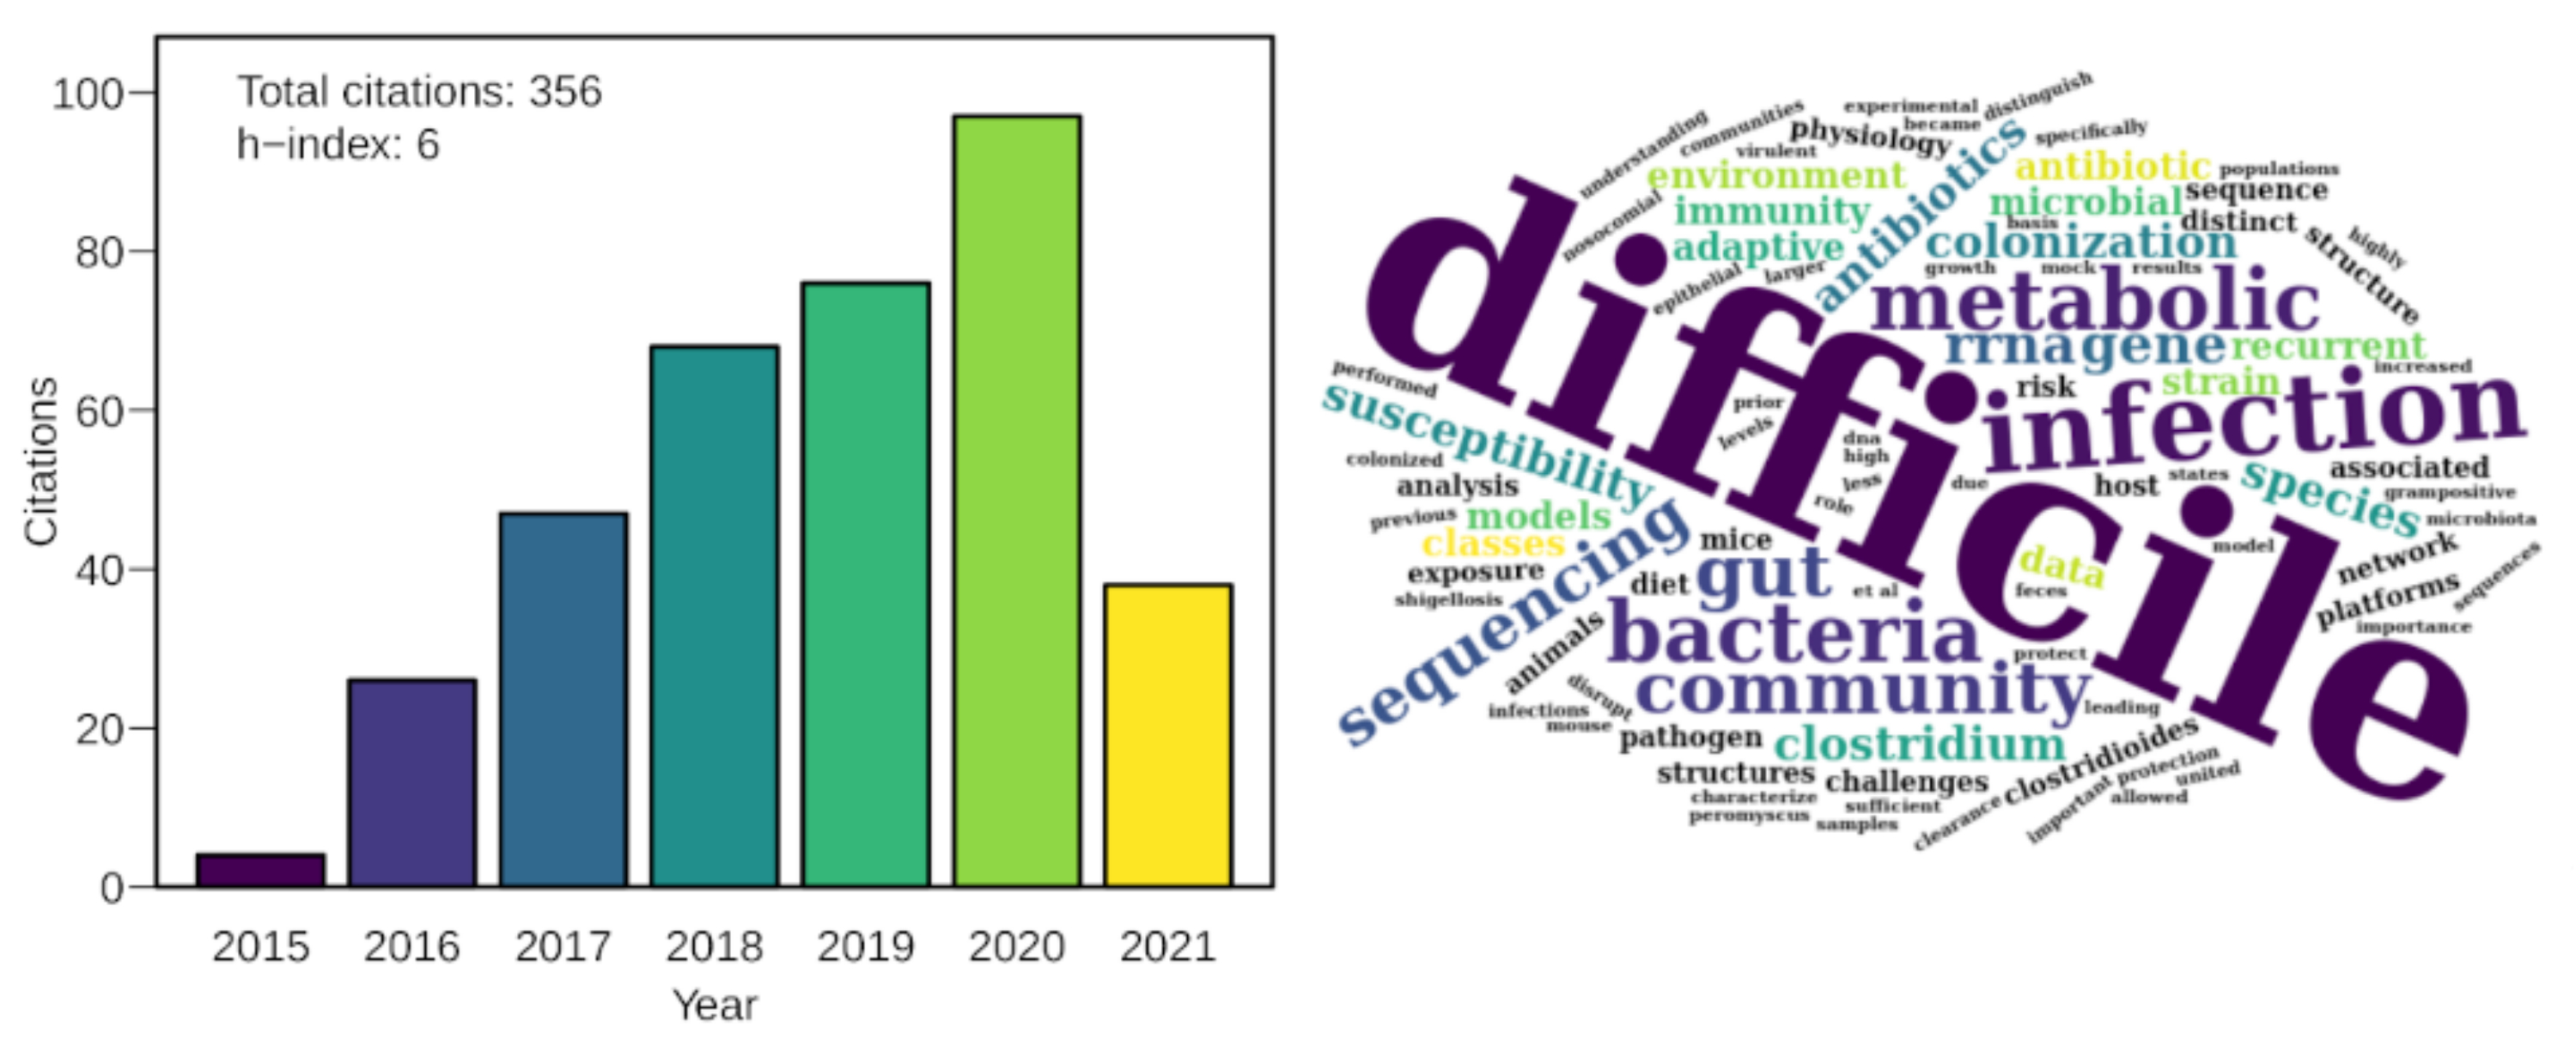 Total citations: 356
h−index: 6
100
80
60
40
20
0
Citations
2015 2016 2017 2018 2019 2020 2021
Year
distinguish
experimental
communities
became
understanding
physiology
specifically
virulent
antibiotics
environment
antibiotic
populations
nosocomial
immunity
microbial
sequence
basis
distinct
adaptive
colonization
structure
highly
epithelial
larger
growth
mock
results
difficile
metabolic
rrna
gene
recurrent
performed
increased
susceptibility
prior
risk
strain
infection
levels
dna
high
colonized
analysis
less
due
host
states
species
associated
grampositive
role
previous
models
microbiota
classes
sequencing
mice
model
network
exposure
diet
gut
et al
data
feces
platforms
sequences
shigellosis
importance
animals
bacteria
protect
disrupt
community
infections
mouse
leading
pathogen
clostridium
clostridioides
structures
challenges
protection
united
characterize
sufficient
clearance
important
allowed
peromyscus
samples